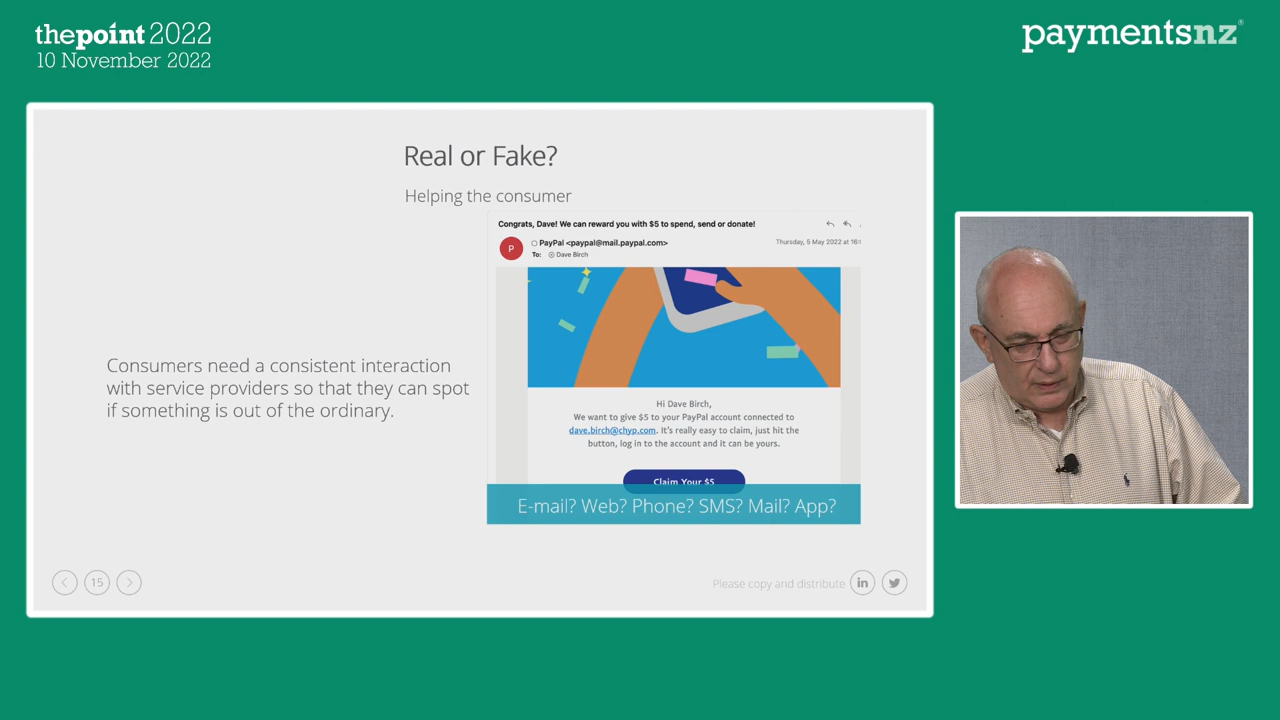 thepoint 2022
10 November 2022
paymentsnz
Real or Fake?
Helping the consumer
Congrats, Dave! We can reward you with $5 to spend, send or donate!
P
PayPal <paypal@mail.paypal.com>
Thursday, 5 May 2022 at 16:
To: Dave Birch
Consumers need a consistent interaction
with service providers so that they can spot
if something is out of the ordinary.
Hi Dave Birch,
We want to give $5 to your PayPal account connected to
dave.birch@chyp.com. It's really easy to claim, just hit the
button, log in to the account and it can be yours.
Claim Your $5
E-mail? Web? Phone? SMS? Mail? App?
15
Please copy and distribute
in